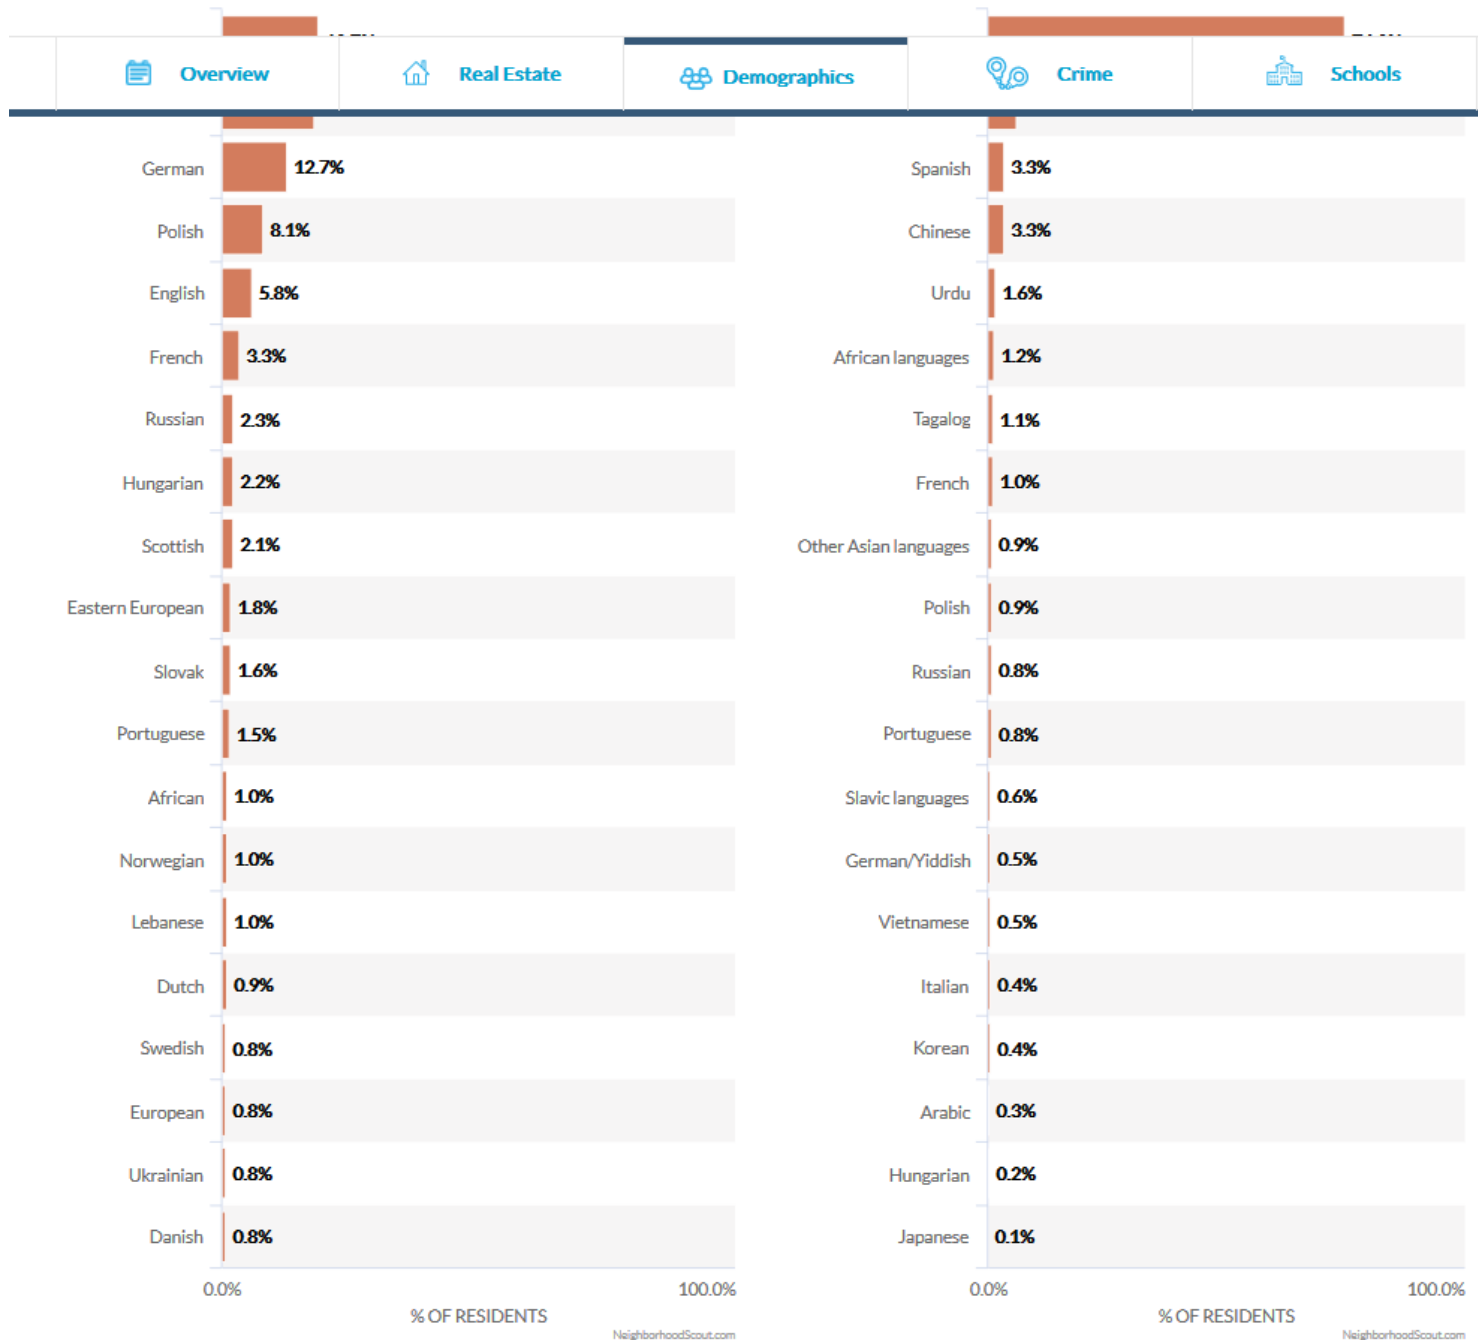 Overview
Real Estate
Demographics
Crime
Schools
German 12.7%
Polish 8.1%
English 5.8%
French 3.3%
Russian 2.3%
Hungarian 2.2%
Scottish 2.1%
Eastern European 1.8%
Slovak 1.6%
Portuguese 1.5%
African 1.0%
Norwegian 1.0%
Lebanese 1.0%
Dutch 0.9%
Swedish 0.8%
European 0.8%
Ukrainian 0.8%
Danish 0.8%
0.0% 100.0%
% OF RESIDENTS
NeighborhoodScout.com
Spanish 3.3%
Chinese 3.3%
Urdu 1.6%
African languages 1.2%
Tagalog 1.1%
French 1.0%
Other Asian languages 0.9%
Polish 0.9%
Russian 0.8%
Portuguese 0.8%
Slavic languages 0.6%
German/Yiddish 0.5%
Vietnamese 0.5%
Italian 0.4%
Korean 0.4%
Arabic 0.3%
Hungarian 0.2%
Japanese 0.1%
0.0% 100.0%
% OF RESIDENTS
NeighborhoodScout.com